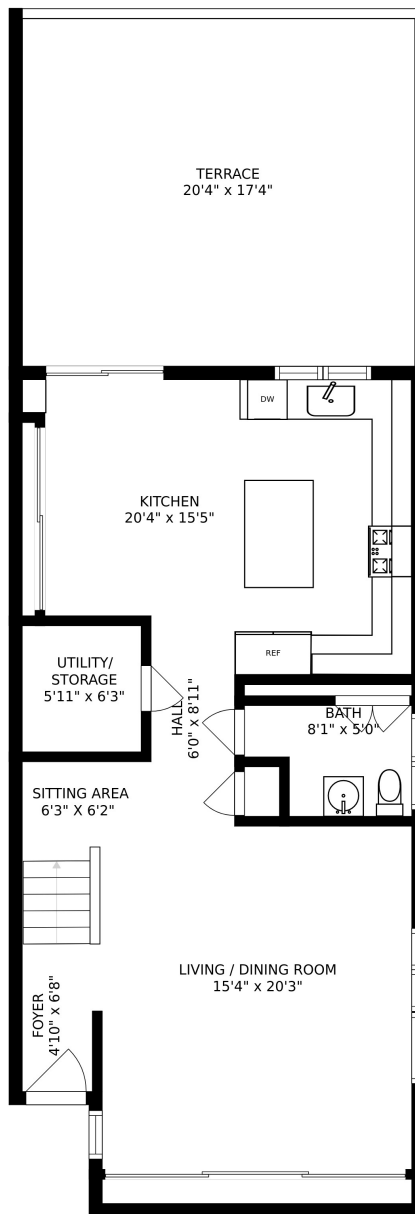 TERRACE
20'4" x 17'4"
DW
KITCHEN
20'4" x 15'5"
REF
UTILITY/
STORAGE
5'11" x 6'3"
HALL
6'0" x 8'11"
BATH
8'1" x 5'0"
SITTING AREA
6'3" X 6'2"
LIVING / DINING ROOM
15'4" x 20'3"
FOYER
4'10" x 6'8"